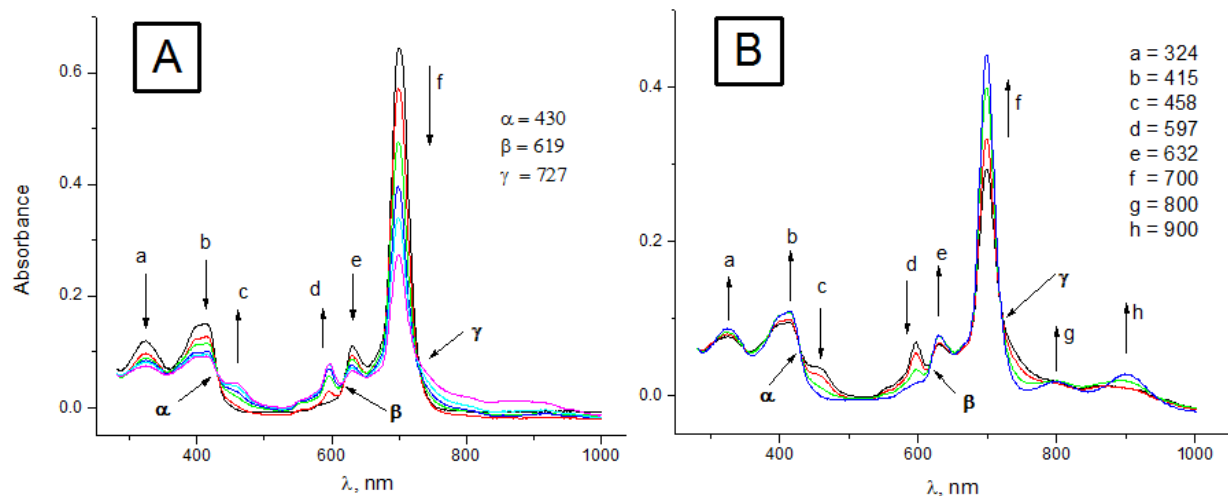 A
Absorbance
0.6
0.4
0.2
0.0
400
600
800
1000
λ, nm
α = 430
β = 619
γ = 727
a
b
c
d
e
f
α
β
γ
B
0.4
0.2
0.0
400
600
800
1000
λ, nm
a = 324
b = 415
c = 458
d = 597
e = 632
f = 700
g = 800
h = 900
a
b
c
d
e
f
g
h
α
β
γ